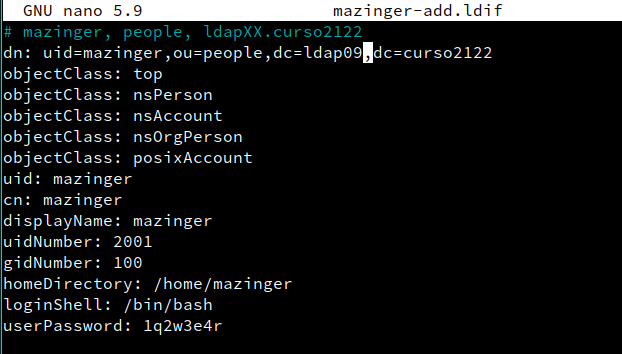 GNU nano 5.9 mazinger-add.ldif
# mazinger, people, ldapXX.curso2122
dn: uid=mazinger,ou=people,dc=ldap09,dc=curso2122
objectClass: top
objectClass: nsPerson
objectClass: nsAccount
objectClass: nsOrgPerson
objectClass: posixAccount
uid: mazinger
cn: mazinger
displayName: mazinger
uidNumber: 2001
gidNumber: 100
homeDirectory: /home/mazinger
loginShell: /bin/bash
userPassword: 1q2w3e4r